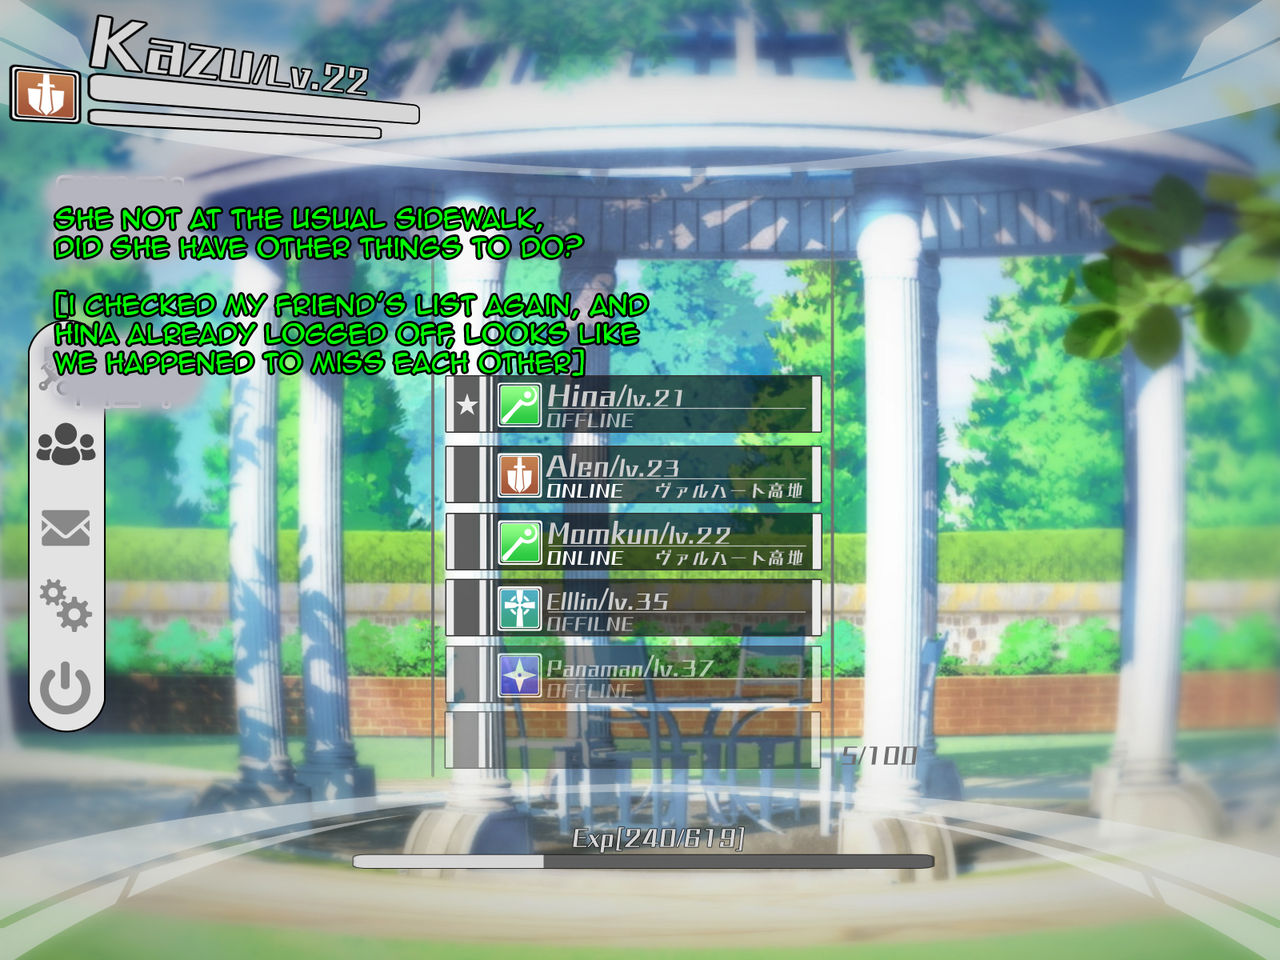 Kazu/Lv.22
SHE NOT AT THE USUAL SIDEWALK,
DID SHE HAVE OTHER THINGS TO DO?
[I CHECKED MY FRIEND'S LIST AGAIN, AND
HINA ALREADY LOGGED OFF, LOOKS LIKE
WE HAPPENED TO MISS EACH OTHER]
Hina/lv.21
OFFLINE
Alen/lv.23
ONLINE ヴァルハート高地
Momkun/lv.22
ONLINE ヴァルハート高地
Elllin/lv.35
OFFILNE
Panaman/lv.37
OFFLINE
5/100
Exp[240/619]